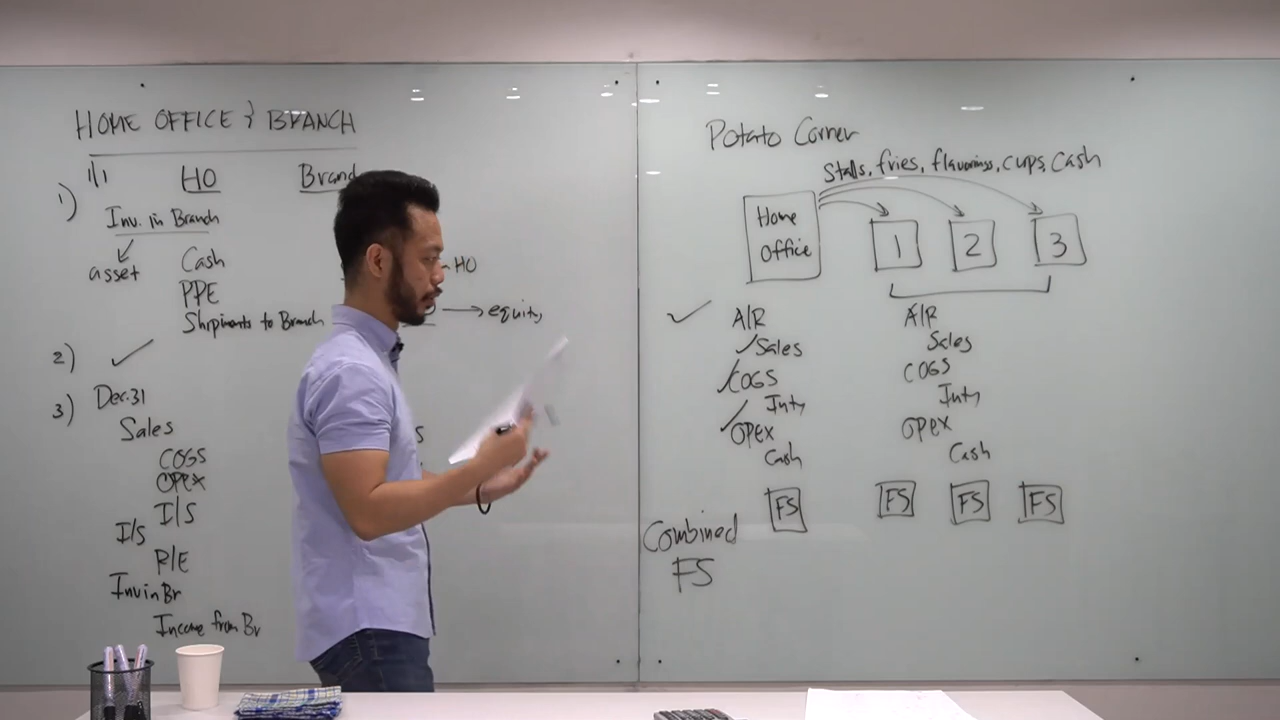 HOME OFFICE & BRANCH
1/1 HO
1) Inv. in Branch
asset Cash
PPE
Shipments to Branch
HO
→ equity
2) ✓
3) Dec. 31
Sales
COGS
OPEX
I/S
I/S
R/E
Inv in Br
Income from Br
Potato Corner
Stalls, fries, flavorings, cups, cash
Home
Office
1 2 3
✓ A/R A/R
✓ Sales Sales
✓ COGS COGS
Inty Inty
✓ OPEX OPEX
Cash Cash
FS FS FS FS
Combined
FS